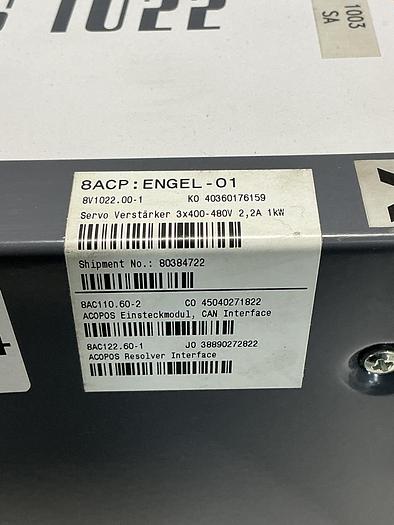 1022
1003
SA
8ACP:ENGEL-01
8V1022.00-1 K0 40360176159
Servo Verstärker 3x400-480V 2,2A 1kW
Shipment No.: 80384722
8AC110.60-2 C0 45040271822
ACOPOS Einsteckmodul, CAN Interface
8AC122.60-1 J0 38890272822
ACOPOS Resolver Interface